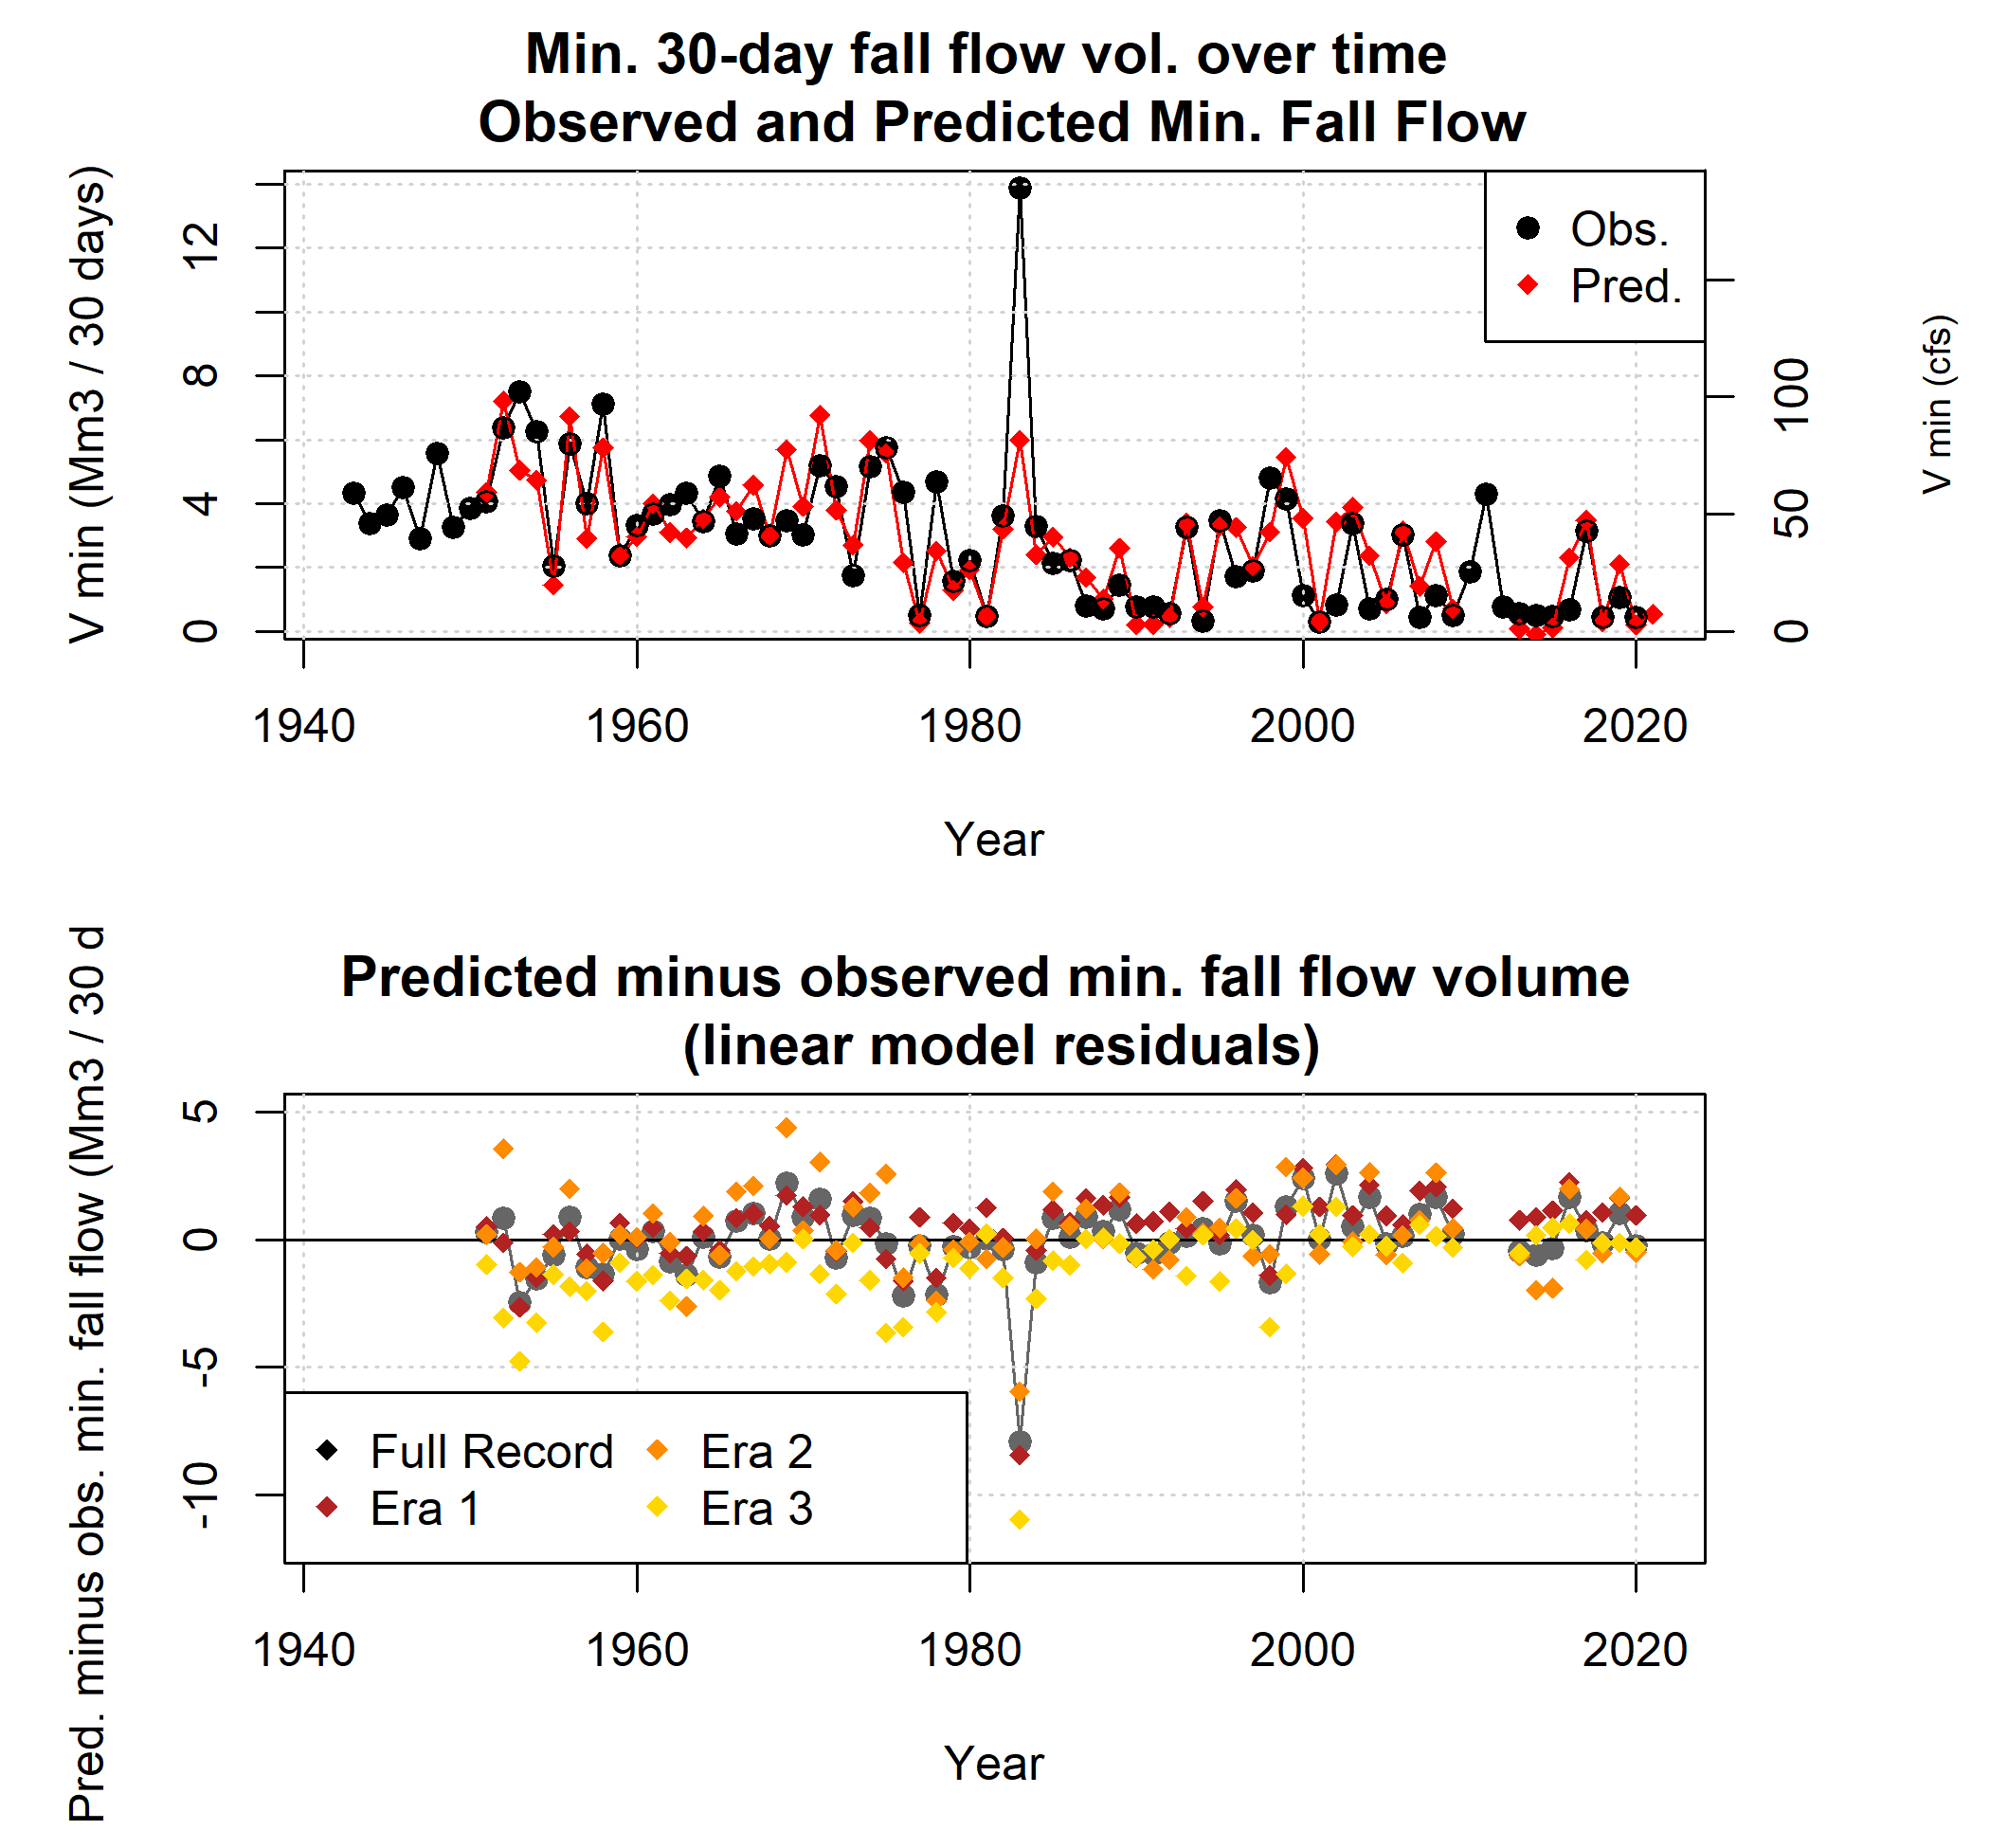 Min. 30-day fall flow vol. over time
Observed and Predicted Min. Fall Flow
V min (Mm3 / 30 days)
0 4 8 12
Obs.
Pred.
V min (cfs)
0 50 100
1940 1960 1980 2000 2020
Year
Predicted minus observed min. fall flow volume
(linear model residuals)
Pred. minus obs. min. fall flow (Mm3 / 30 d
-10 -5 0 5
Full Record Era 2
Era 1 Era 3
1940 1960 1980 2000 2020
Year